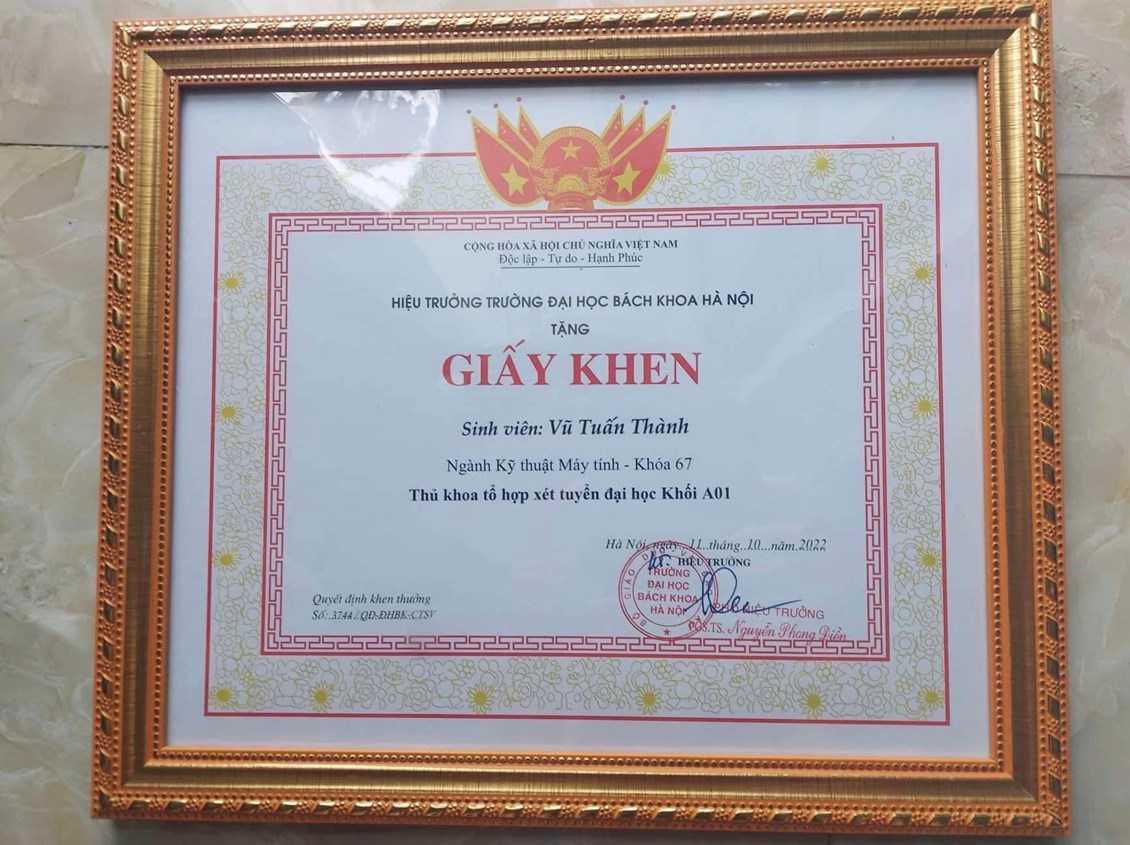 CỘNG HÒA XÃ HỘI CHỦ NGHĨA VIỆT NAM
Độc lập - Tự do - Hạnh Phúc
HIỆU TRƯỞNG TRƯỜNG ĐẠI HỌC BÁCH KHOA HÀ NỘI
TẶNG
GIẤY KHEN
Sinh viên: Vũ Tuấn Thành
Ngành Kỹ thuật Máy tính - Khóa 67
Thủ khoa tổ hợp xét tuyển đại học Khối A01
Hà Nội, ngày..11..tháng..10...năm.2022
KT. HIỆU TRƯỞNG
TRƯỜNG
ĐẠI HỌC
BÁCH KHOA
HÀ NỘI
PHÓ HIỆU TRƯỞNG
PGS.TS. Nguyễn Phong Điền
Quyết định khen thưởng
Số: 3744 / QĐ-ĐHBK-CTSV